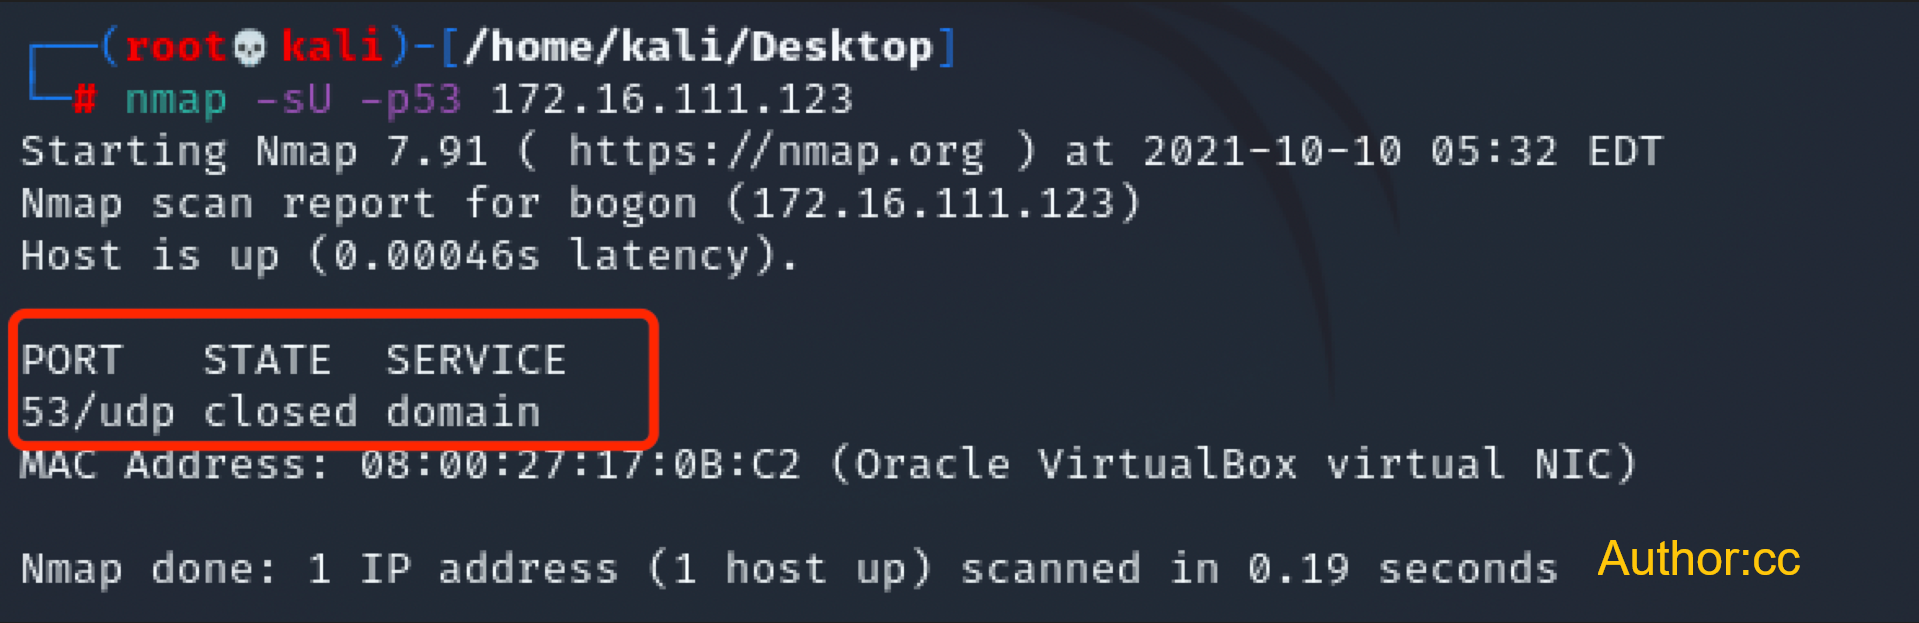 (root💀kali)-[/home/kali/Desktop]
# nmap -sU -p53 172.16.111.123
Starting Nmap 7.91 ( https://nmap.org ) at 2021-10-10 05:32 EDT
Nmap scan report for bogon (172.16.111.123)
Host is up (0.00046s latency).
PORT   STATE  SERVICE
53/udp closed domain
MAC Address: 08:00:27:17:0B:C2 (Oracle VirtualBox virtual NIC)
Nmap done: 1 IP address (1 host up) scanned in 0.19 seconds
Author:cc